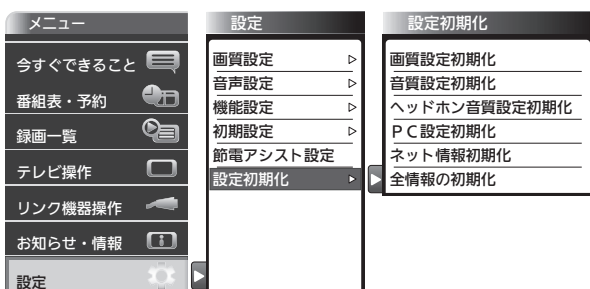 メニュー
今すぐできること
番組表・予約
録画一覧
テレビ操作
リンク機器操作
お知らせ・情報
設定
設定
画質設定
音声設定
機能設定
初期設定
節電アシスト設定
設定初期化
設定初期化
画質設定初期化
音質設定初期化
ヘッドホン音質設定初期化
ＰＣ設定初期化
ネット情報初期化
全情報の初期化